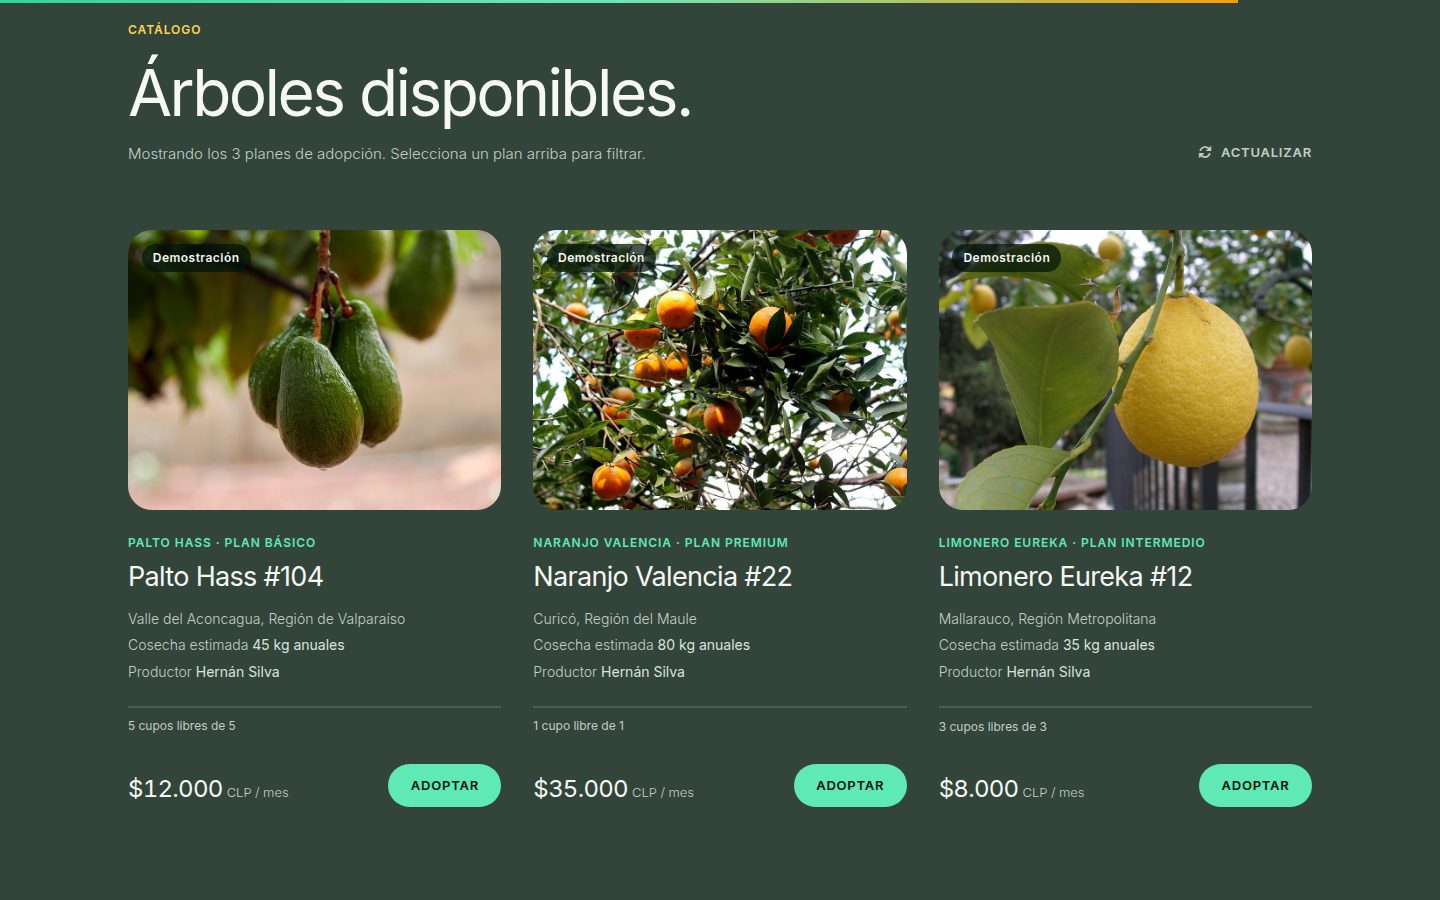 CATÁLOGO
Árboles disponibles.
Mostrando los 3 planes de adopción. Selecciona un plan arriba para filtrar.
ACTUALIZAR
Demostración
PALTO HASS · PLAN BÁSICO
Palto Hass #104
Valle del Aconcagua, Región de Valparaíso
Cosecha estimada 45 kg anuales
Productor Hernán Silva
5 cupos libres de 5
$12.000 CLP / mes
ADOPTAR
Demostración
NARANJO VALENCIA · PLAN PREMIUM
Naranjo Valencia #22
Curicó, Región del Maule
Cosecha estimada 80 kg anuales
Productor Hernán Silva
1 cupo libre de 1
$35.000 CLP / mes
ADOPTAR
Demostración
LIMONERO EUREKA · PLAN INTERMEDIO
Limonero Eureka #12
Mallarauco, Región Metropolitana
Cosecha estimada 35 kg anuales
Productor Hernán Silva
3 cupos libres de 3
$8.000 CLP / mes
ADOPTAR